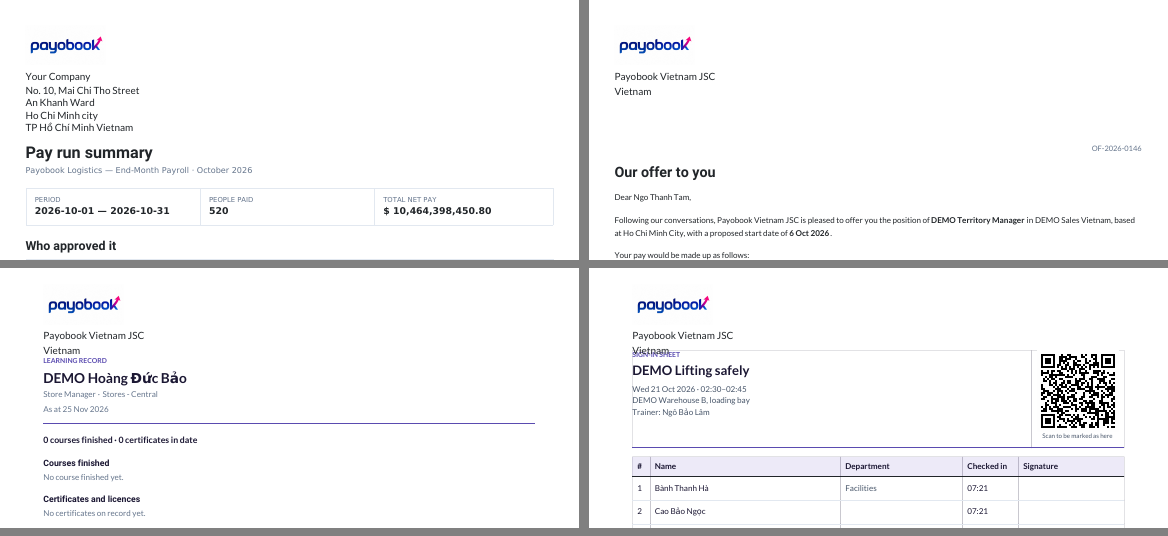 payobook
Your Company
No. 10, Mai Chi Tho Street
An Khanh Ward
Ho Chi Minh city
TP Hồ Chí Minh Vietnam
Pay run summary
Payobook Logistics — End-Month Payroll · October 2026
PERIOD
2026-10-01 — 2026-10-31
PEOPLE PAID
520
TOTAL NET PAY
$ 10,464,398,450.80
Who approved it
payobook
Payobook Vietnam JSC
Vietnam
OF-2026-0146
Our offer to you
Dear Ngo Thanh Tam,
Following our conversations, Payobook Vietnam JSC is pleased to offer you the position of DEMO Territory Manager in DEMO Sales Vietnam, based
at Ho Chi Minh City, with a proposed start date of 6 Oct 2026 .
Your pay would be made up as follows:
payobook
Payobook Vietnam JSC
Vietnam
LEARNING RECORD
DEMO Hoàng Đức Bảo
Store Manager · Stores · Central
As at 25 Nov 2026
0 courses finished · 0 certificates in date
Courses finished
No course finished yet.
Certificates and licences
No certificates on record yet.
payobook
Payobook Vietnam JSC
Vietnam
SIGN-IN SHEET
DEMO Lifting safely
Wed 21 Oct 2026 · 02:30–02:45
DEMO Warehouse B, loading bay
Trainer: Ngô Bảo Lâm
Scan to be marked as here
# Name Department Checked in Signature
1 Bành Thanh Hà Facilities 07:21
2 Cao Bảo Ngọc 07:21